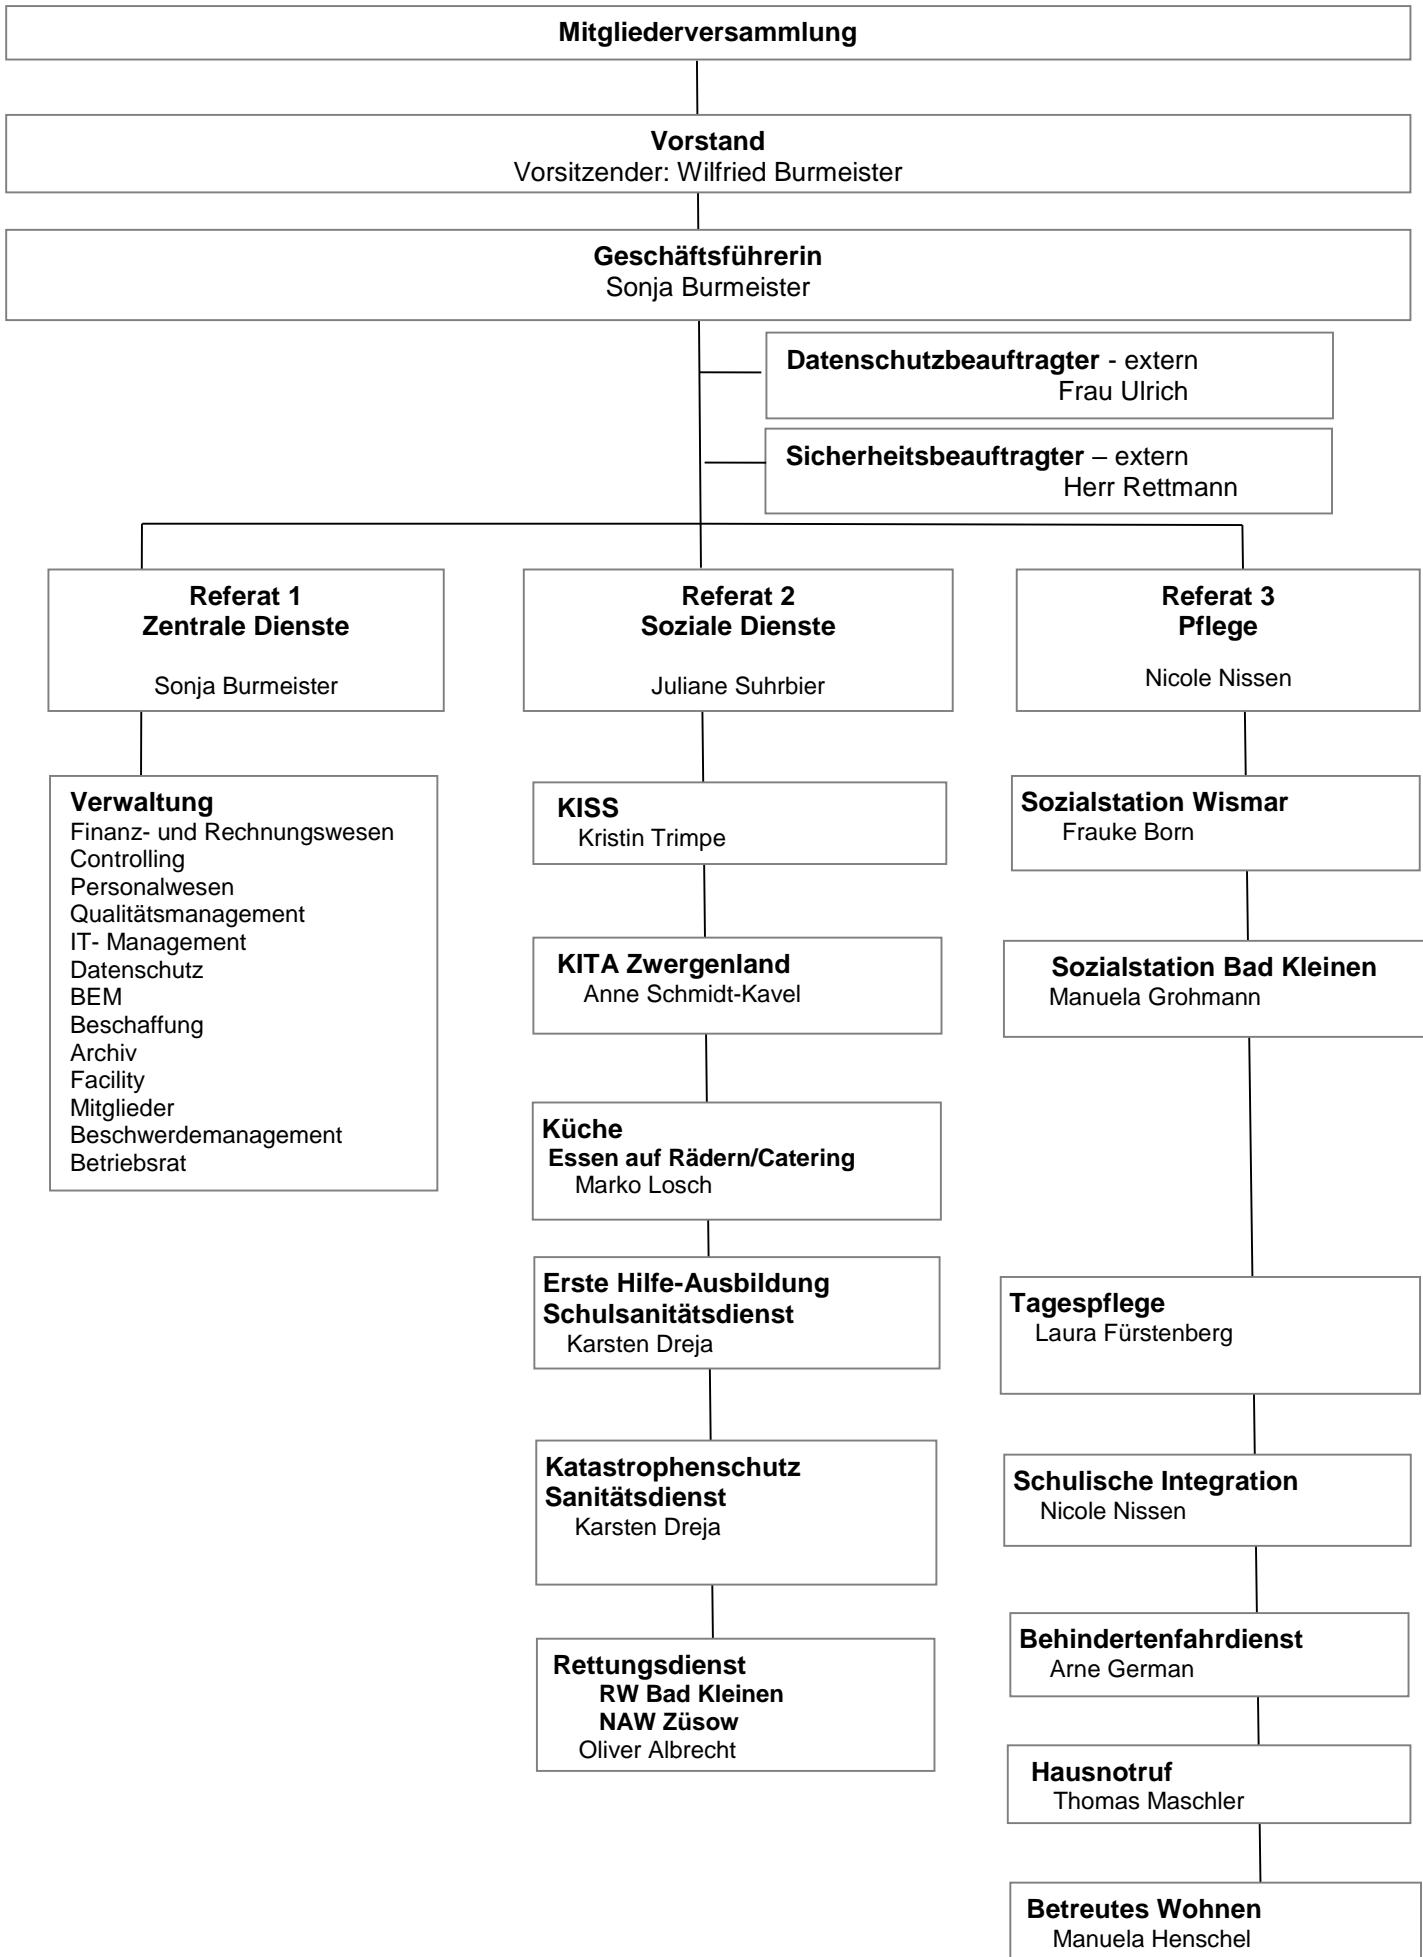 Mitgliederversammlung
Vorstand
Vorsitzender: Wilfried Burmeister
Geschäftsführerin
Sonja Burmeister
Datenschutzbeauftragter - extern
Frau Ulrich
Sicherheitsbeauftragter – extern
Herr Rettmann
Referat 1
Zentrale Dienste
Sonja Burmeister
Verwaltung
Finanz- und Rechnungswesen
Controlling
Personalwesen
Qualitätsmanagement
IT- Management
Datenschutz
BEM
Beschaffung
Archiv
Facility
Mitglieder
Beschwerdemanagement
Betriebsrat
Referat 2
Soziale Dienste
Juliane Suhrbier
KISS
Kristin Trimpe
KITA Zwergenland
Anne Schmidt-Kavel
Küche
Essen auf Rädern/Catering
Marko Losch
Erste Hilfe-Ausbildung
Schulsanitätsdienst
Karsten Dreja
Katastrophenschutz
Sanitätsdienst
Karsten Dreja
Rettungsdienst
RW Bad Kleinen
NAW Züsow
Oliver Albrecht
Referat 3
Pflege
Nicole Nissen
Sozialstation Wismar
Frauke Born
Sozialstation Bad Kleinen
Manuela Grohmann
Tagespflege
Laura Fürstenberg
Schulische Integration
Nicole Nissen
Behindertenfahrdienst
Arne German
Hausnotruf
Thomas Maschler
Betreutes Wohnen
Manuela Henschel